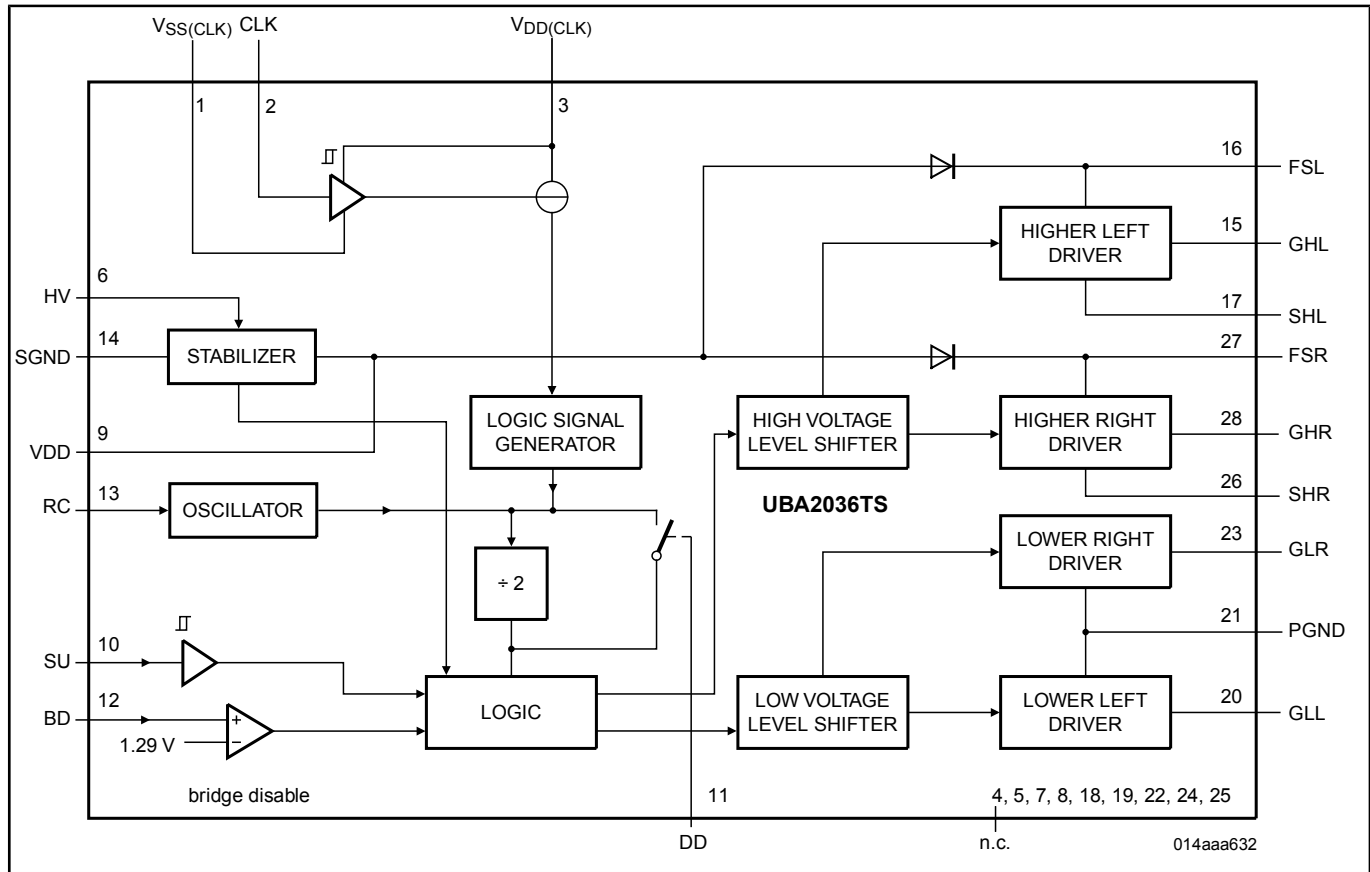 VSS(CLK) CLK VDD(CLK)
1 2 3
16 FSL
HIGHER LEFT
DRIVER
15 GHL
17 SHL
6
HV
14
SGND
STABILIZER
27 FSR
9
VDD
LOGIC SIGNAL
GENERATOR
HIGH VOLTAGE
LEVEL SHIFTER
HIGHER RIGHT
DRIVER
28 GHR
26 SHR
13
RC
OSCILLATOR
UBA2036TS
÷ 2
LOWER RIGHT
DRIVER
23 GLR
21 PGND
10
SU
12
BD
+
−
1.29 V
LOGIC
LOW VOLTAGE
LEVEL SHIFTER
LOWER LEFT
DRIVER
20 GLL
bridge disable
11
DD
4, 5, 7, 8, 18, 19, 22, 24, 25
n.c.
014aaa632